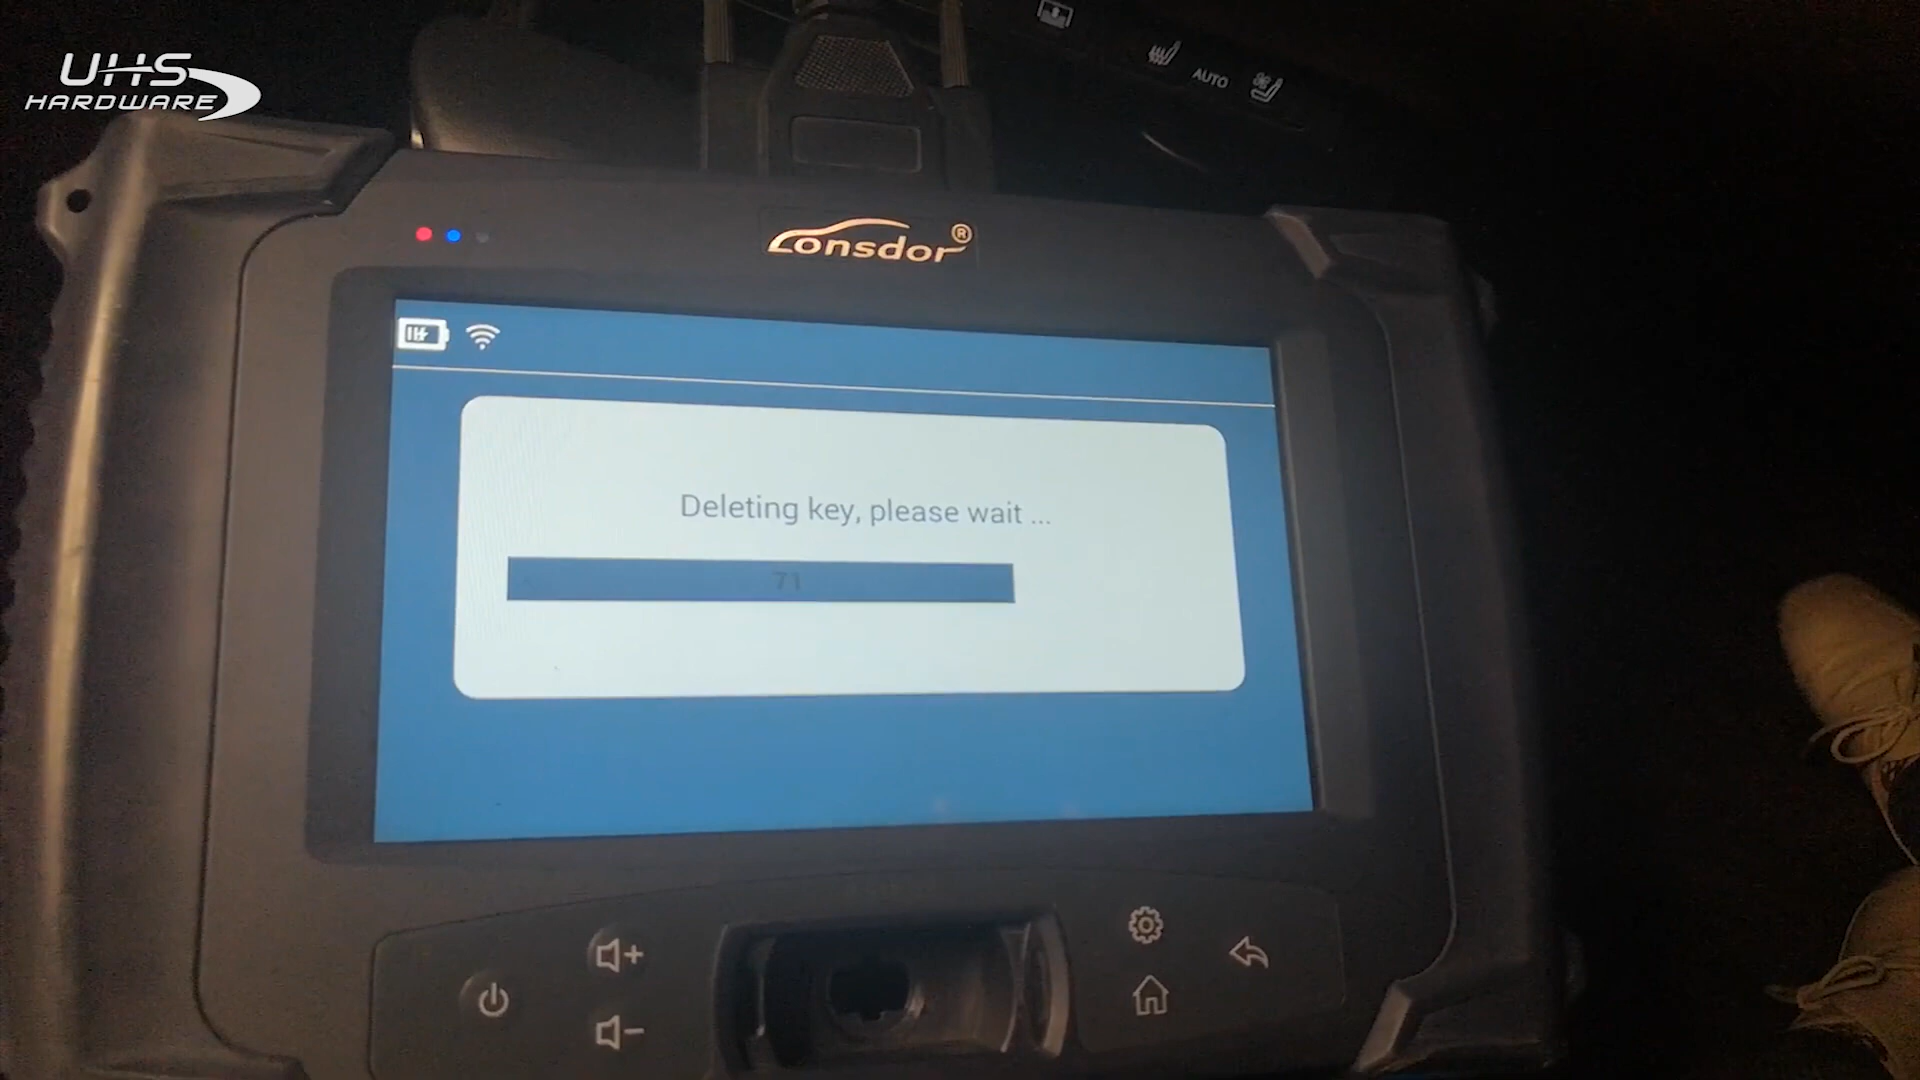 UHS
HARDWARE
AUTO
Lonsdor®
Deleting key, please wait ...
71